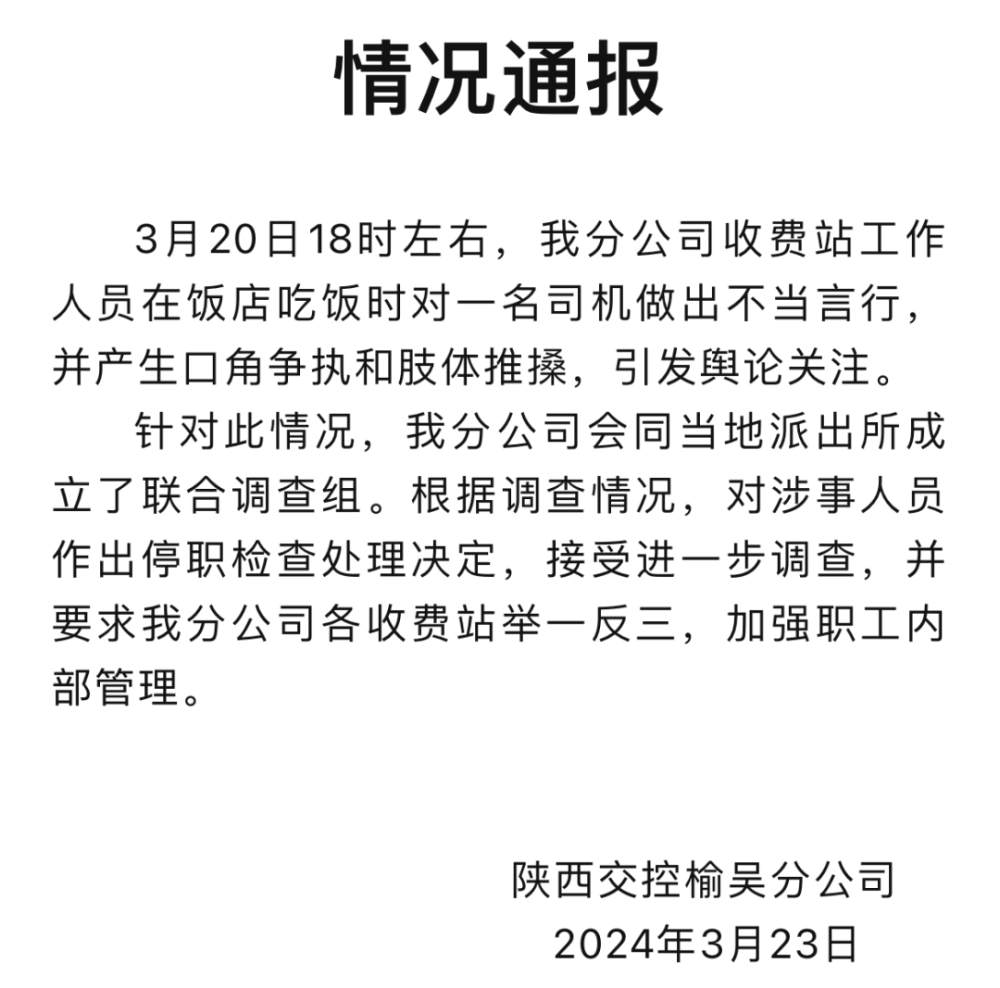 情况通报
3月20日18时左右，我分公司收费站工作
人员在饭店吃饭时对一名司机做出不当言行，
并产生口角争执和肢体推搡，引发舆论关注。
针对此情况，我分公司会同当地派出所成
立了联合调查组。根据调查情况，对涉事人员
作出停职检查处理决定，接受进一步调查，并
要求我分公司各收费站举一反三，加强职工内
部管理。
陕西交控榆吴分公司
2024年3月23日